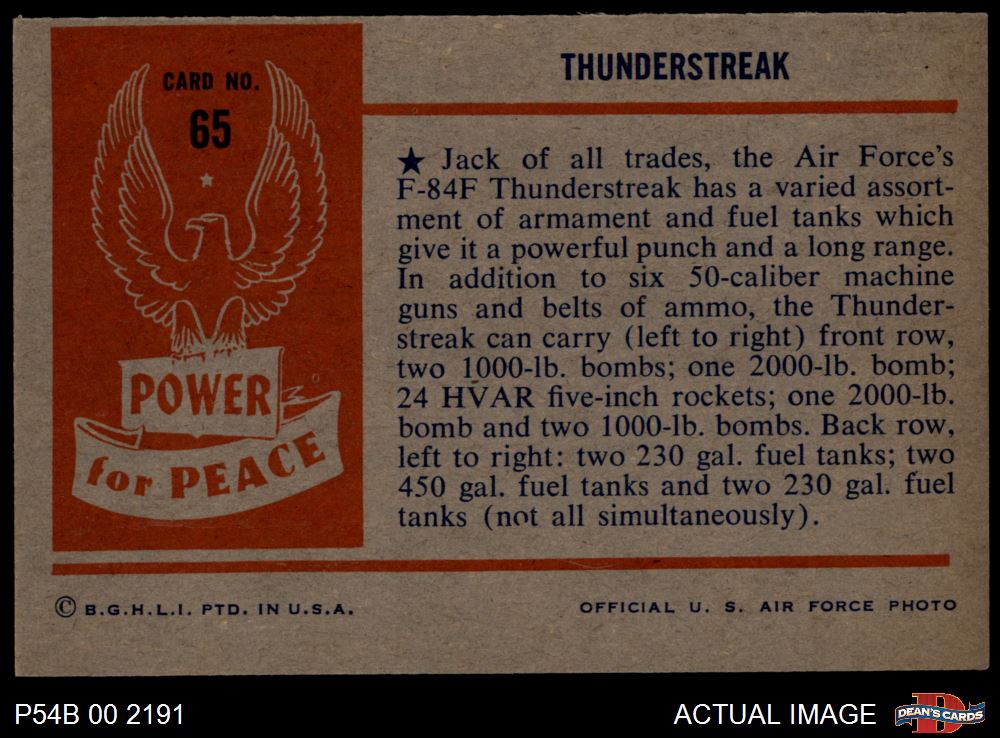 CARD NO.
65
POWER
for PEACE
THUNDERSTREAK
★ Jack of all trades, the Air Force's
F-84F Thunderstreak has a varied assort-
ment of armament and fuel tanks which
give it a powerful punch and a long range.
In addition to six 50-caliber machine
guns and belts of ammo, the Thunder-
streak can carry (left to right) front row,
two 1000-lb. bombs; one 2000-lb. bomb;
24 HVAR five-inch rockets; one 2000-lb.
bomb and two 1000-lb. bombs. Back row,
left to right: two 230 gal. fuel tanks; two
450 gal. fuel tanks and two 230 gal. fuel
tanks (not all simultaneously).
© B.G.H.L.I. PTD. IN U.S.A.
OFFICIAL U. S. AIR FORCE PHOTO
P54B 00 2191
ACTUAL IMAGE
D
DEAN'S CARDS